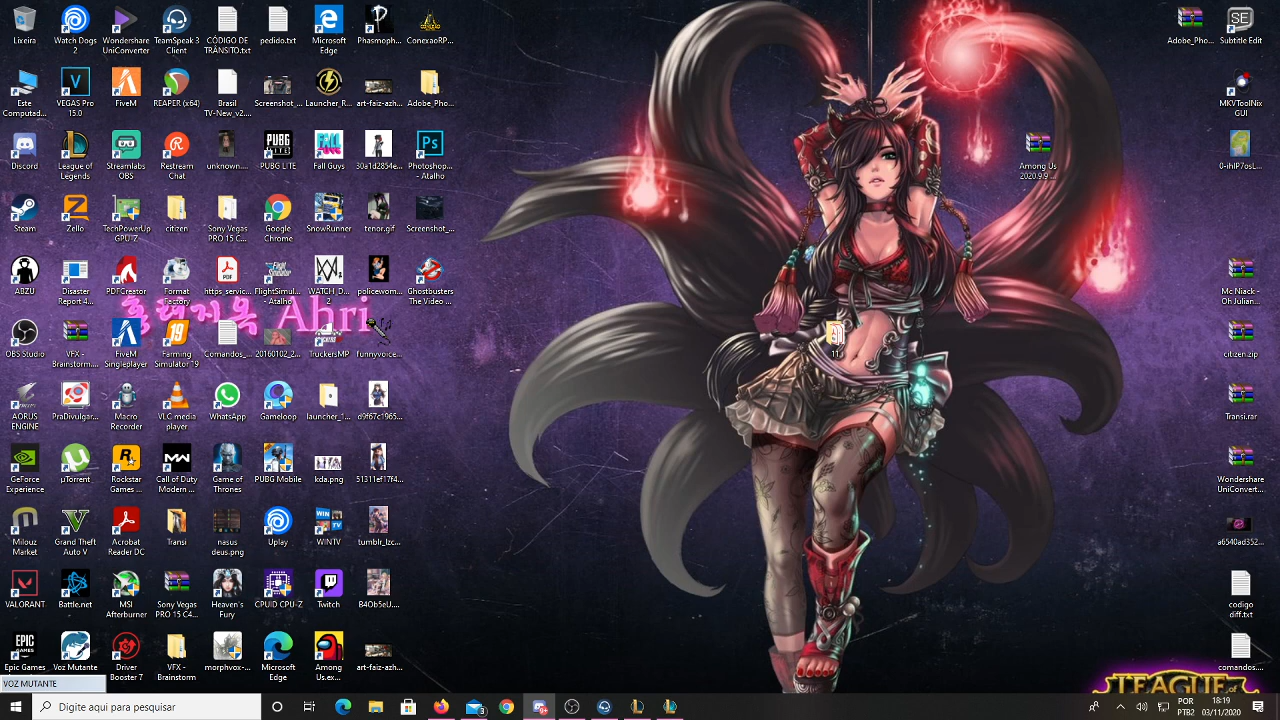 Lixeira
Watch Dogs 2
Wondershare UniConverter
TeamSpeak 3 Client
CÓDIGO DE TRÂNSITO.txt
pedido.txt
Microsoft Edge
Phasmoph...
ConexaoRP...
Adobe_Pho...
Subtitle Edit
Este Computad...
VEGAS Pro 15.0
FiveM
REAPER (x64)
Brasil TV-New_v2...
Screenshot_...
Launcher_R...
art-faiz-azh...
Adobe_Pho...
MKVToolNix GUI
Discord
League of Legends
Streamlabs OBS
Restream Chat
unknown....
PUBG LITE
Fall Guys
30a1d2854e...
Photoshop... - Atalho
Among Us 2020.9.9...
Steam
Zello
TechPowerUp GPU-Z
citizen
Sony Vegas PRO 15 C...
Google Chrome
SnowRunner
tenor.gif
Screenshot_...
ABZU
Disaster Report 4...
PDFCreator
Format Factory
FlightSimul... - Atalho
WATCH_D... 2
policewom...
Ghostbusters The Video ...
Mc Niack - Oh Julian...
Ahri
OBS Studio
VFX - Brainstorm....
FiveM Singleplayer
Farming Simulator 19
Comandos_...
20160102_2...
TruckersMP
funnyvoice...
11
citizen.zip
AORUS ENGINE
PraDivulgar...
Macro Recorder
VLC media player
WhatsApp
Gameloop
launcher_1...
d9f67c1965...
Transi.rar
GeForce Experience
µTorrent
Rockstar Games ...
Call of Duty Modern ...
Game of Thrones
PUBG Mobile
kda.png
51311ef17f4...
Wondershare UniConvert...
Milouz Market
Grand Theft Auto V
Acrobat Reader DC
Transi
nasus deus.png
Uplay
WinTV
tumblr_lzc...
a6540ad352...
VALORANT
Battle.net
MSI Afterburner
Sony Vegas PRO 15 C4...
Heaven's Fury
CPUID CPU-Z
Twitch
codigo diff.txt
Epic Games
Voz Mutante
VFX - Brainstorm
morphvox-...
Microsoft Edge
Among Us.ex...
art-faiz-azh...
comandos...
VOZ MUTANTE
LEAGUE of
Digite aqui para pesquisar
POR
PTB2
18:19
03/11/2020